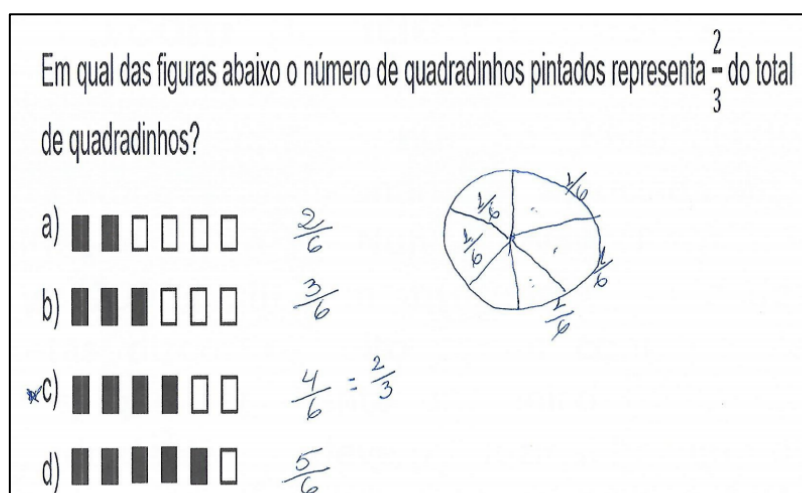 Em qual das figuras abaixo o número de quadradinhos pintados representa 2/3 do total
de quadradinhos?
a) 2/6
b) 3/6
c) 4/6 = 2/3
d) 5/6
1/6
1/6
1/6
1/6
1/6